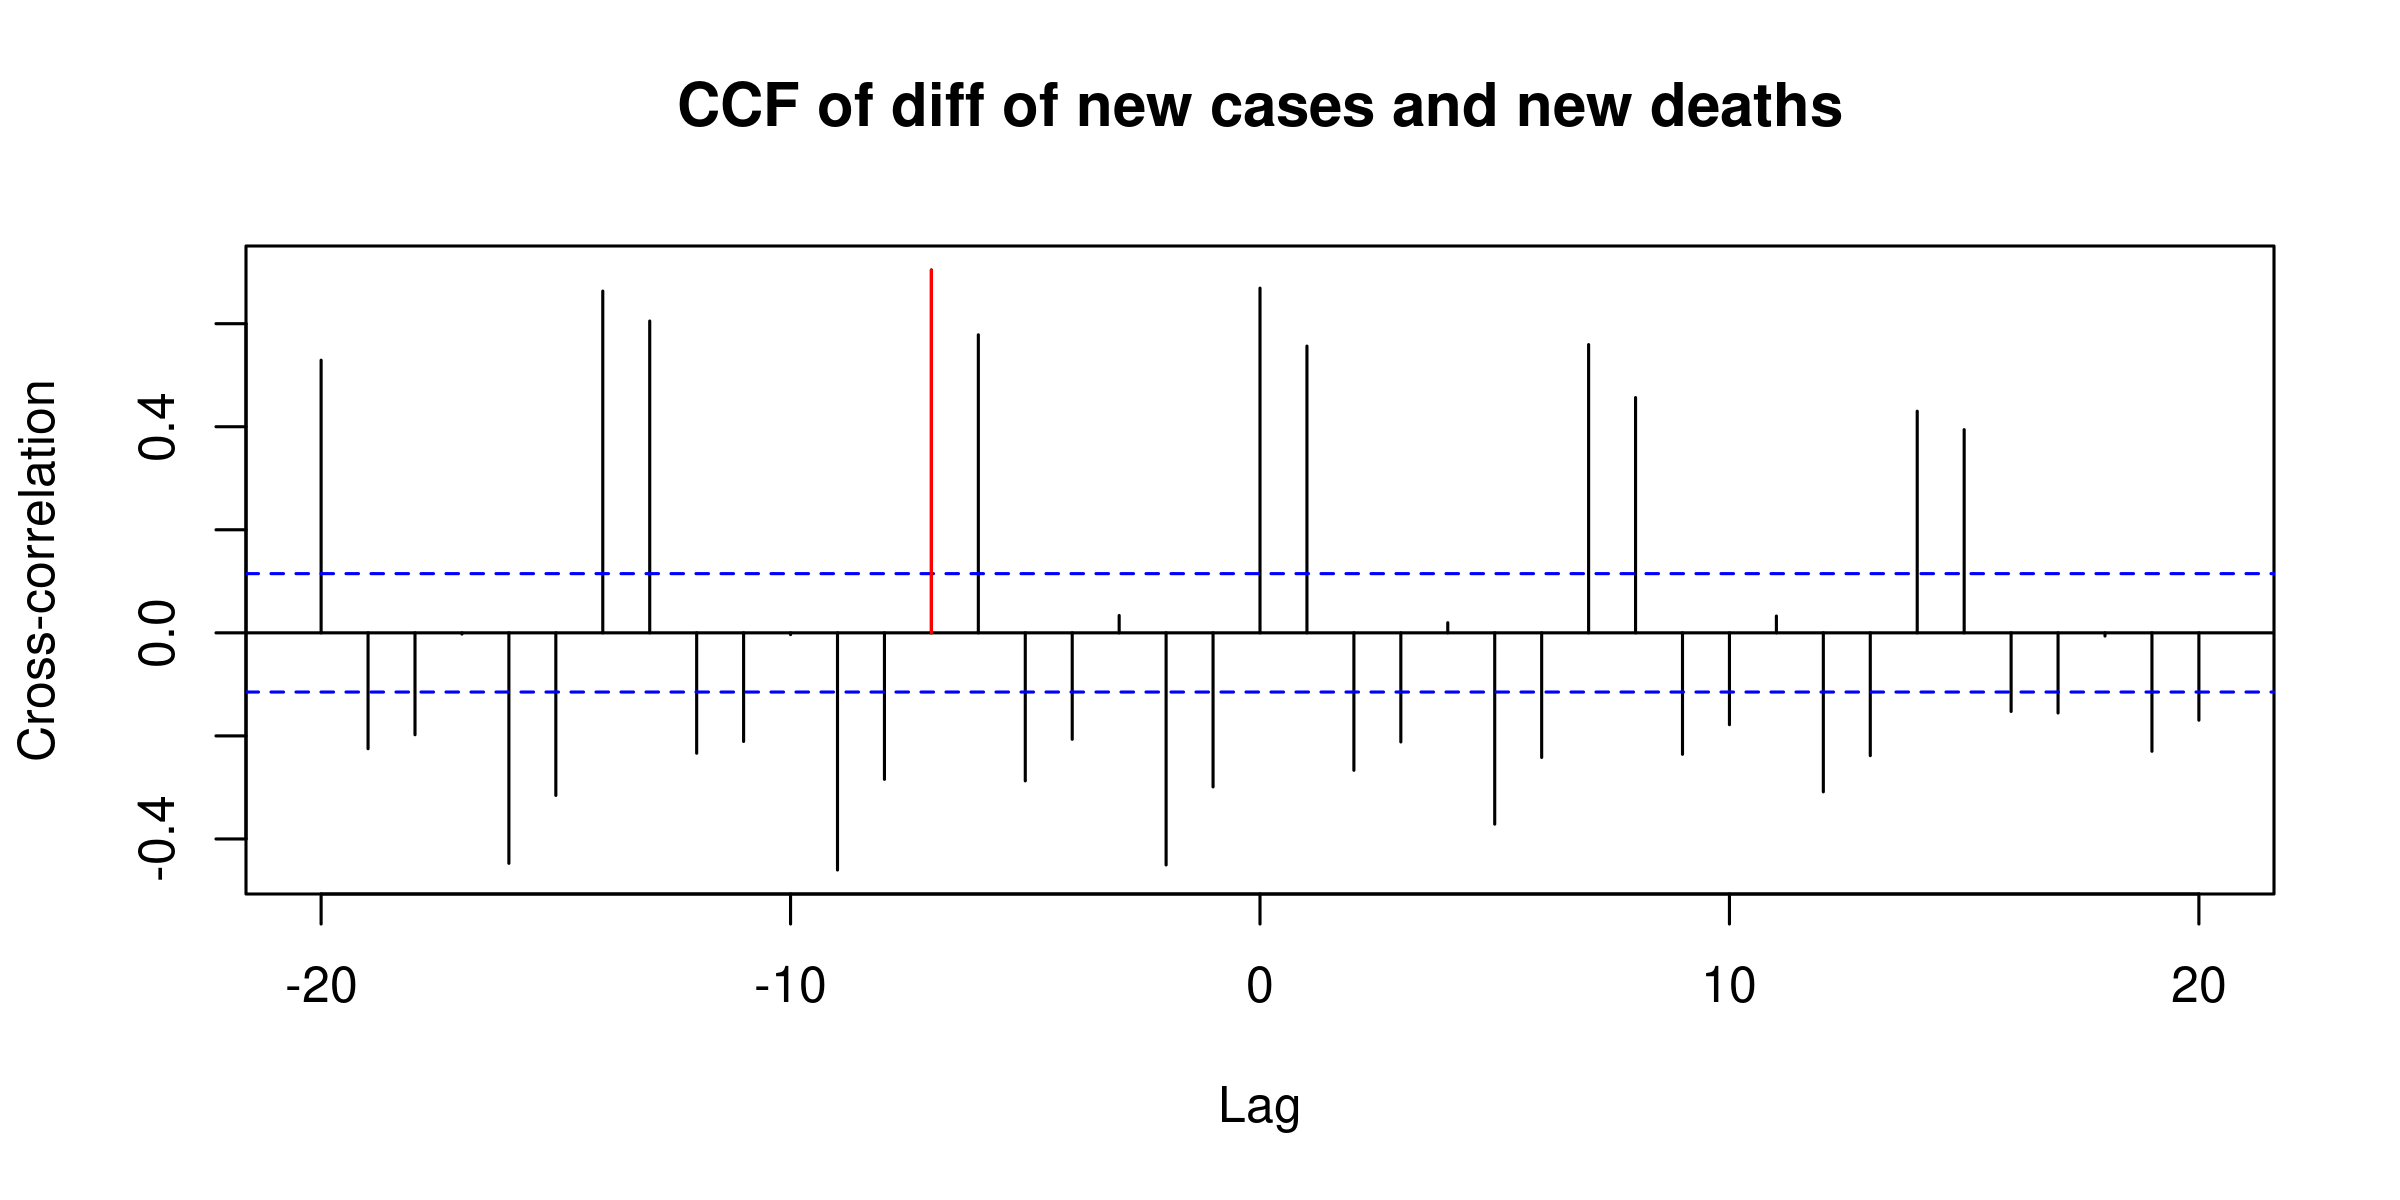 CCF of diff of new cases and new deaths
Cross-correlation
0.4
0.0
-0.4
-20 -10 0 10 20
Lag